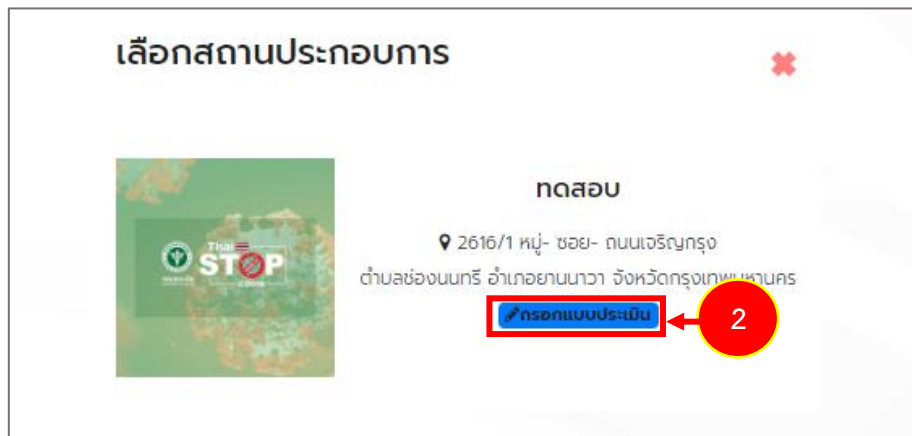 เลือกสถานประกอบการ
ทดสอบ
2616/1 หมู่- ซอย- ถนนเจริญกรุง
ตำบลช่องนนทรี อำเภอยานนาวา จังหวัดกรุงเทพมหานคร
กรอกแบบประเมิน
2
Thai
STOP